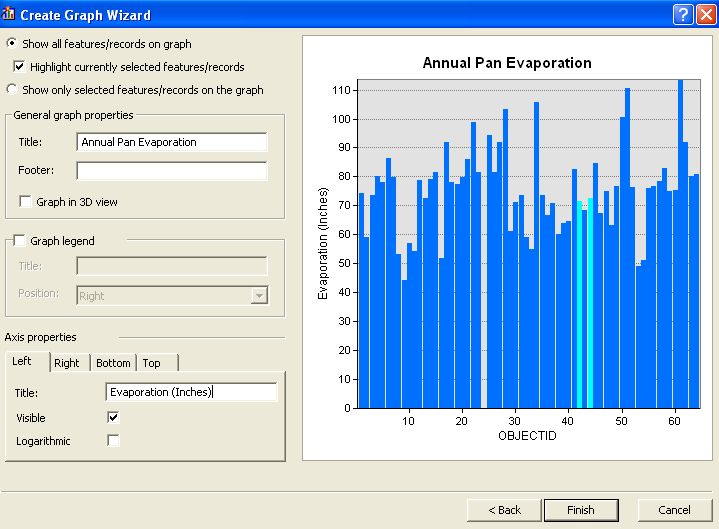 Create Graph Wizard
Show all features/records on graph
Highlight currently selected features/records
Show only selected features/records on the graph
General graph properties
Title: Annual Pan Evaporation
Footer:
Graph in 3D view
Graph legend
Title:
Position: Right
Axis properties
Left Right Bottom Top
Title: Evaporation (Inches)
Visible
Logarithmic
Annual Pan Evaporation
Evaporation (Inches)
110
100
90
80
70
60
50
40
30
20
10
0
10 20 30 40 50 60
OBJECTID
< Back Finish Cancel